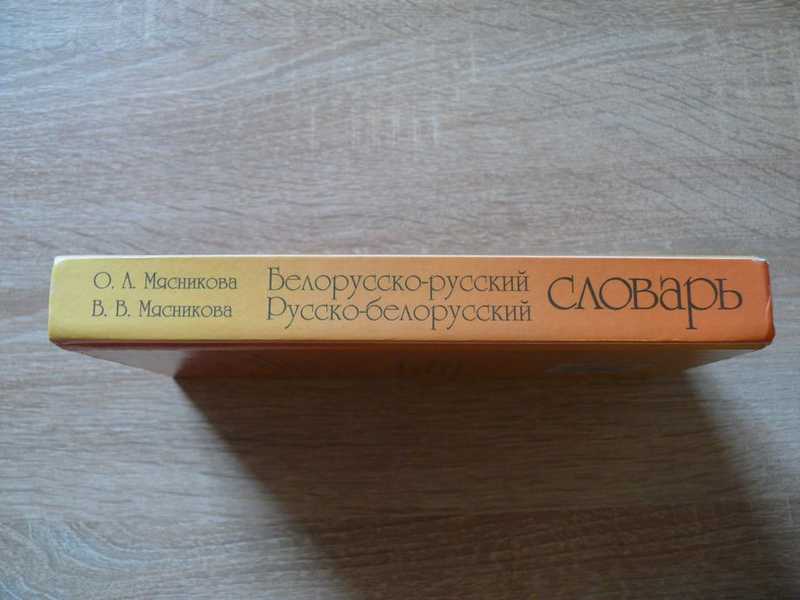 О. Л. Мясникова
В. В. Мясникова
Белорусско-русский
Русско-белорусский
словарь